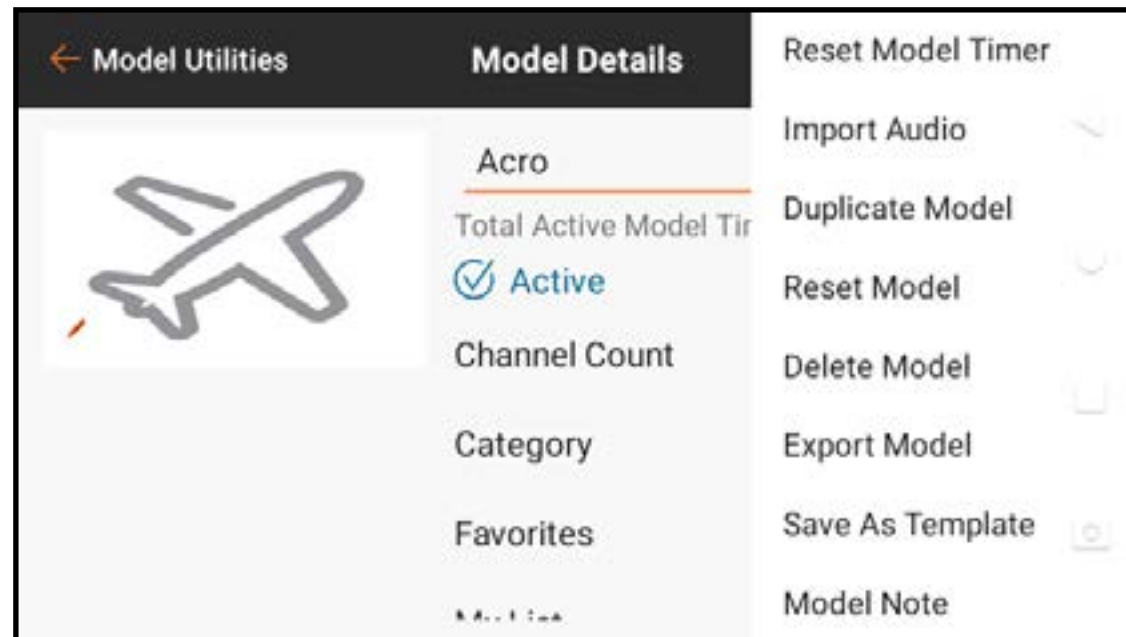 Model Utilities
Model Details
Acro
Total Active Model
Active
Channel Count
Category
Favorites
Reset Model Timer
Import Audio
Duplicate Model
Reset Model
Delete Model
Export Model
Save As Template
Model Note